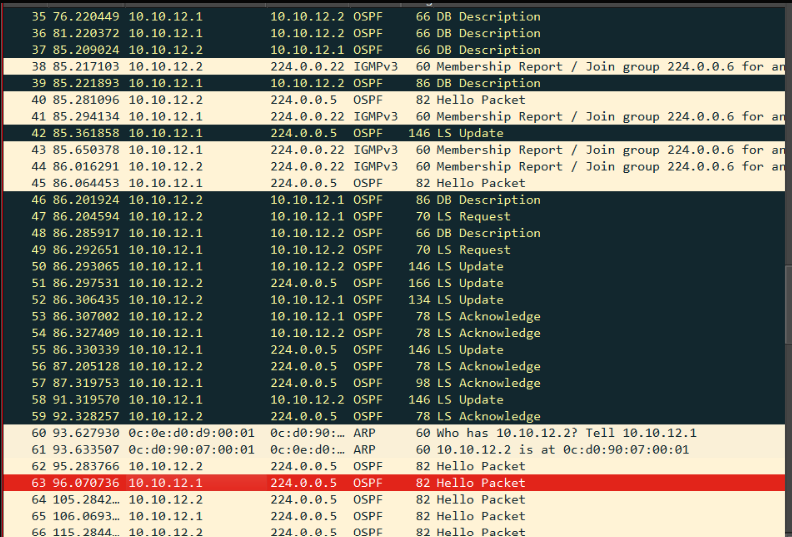 35 76.220449 10.10.12.1 10.10.12.2 OSPF 66 DB Description
36 81.220372 10.10.12.2 10.10.12.1 OSPF 66 DB Description
37 85.209024 10.10.12.2 10.10.12.1 OSPF 66 DB Description
38 85.217103 10.10.12.2 224.0.0.22 IGMPv3 60 Membership Report / Join group 224.0.0.6 for an
39 85.221893 10.10.12.1 10.10.12.2 OSPF 86 DB Description
40 85.281096 10.10.12.2 224.0.0.5 OSPF 82 Hello Packet
41 85.294134 10.10.12.1 224.0.0.22 IGMPv3 60 Membership Report / Join group 224.0.0.6 for an
42 85.361858 10.10.12.1 224.0.0.5 OSPF 146 LS Update
43 85.650378 10.10.12.1 224.0.0.22 IGMPv3 60 Membership Report / Join group 224.0.0.6 for an
44 86.016291 10.10.12.2 224.0.0.22 IGMPv3 60 Membership Report / Join group 224.0.0.6 for an
45 86.064453 10.10.12.1 224.0.0.5 OSPF 82 Hello Packet
46 86.201924 10.10.12.2 10.10.12.1 OSPF 86 DB Description
47 86.204594 10.10.12.2 10.10.12.1 OSPF 70 LS Request
48 86.285917 10.10.12.2 10.10.12.2 OSPF 66 DB Description
49 86.292651 10.10.12.1 10.10.12.2 OSPF 70 LS Request
50 86.293065 10.10.12.1 10.10.12.2 OSPF 146 LS Update
51 86.297531 10.10.12.2 224.0.0.5 OSPF 166 LS Update
52 86.306435 10.10.12.2 10.10.12.1 OSPF 134 LS Update
53 86.307002 10.10.12.2 10.10.12.1 OSPF 78 LS Acknowledge
54 86.327409 10.10.12.1 10.10.12.2 OSPF 78 LS Acknowledge
55 86.330339 10.10.12.1 224.0.0.5 OSPF 146 LS Update
56 87.205128 10.10.12.2 224.0.0.5 OSPF 78 LS Acknowledge
57 87.319753 10.10.12.1 224.0.0.5 OSPF 98 LS Acknowledge
58 91.319570 10.10.12.1 10.10.12.2 OSPF 146 LS Update
59 92.328257 10.10.12.2 224.0.0.5 OSPF 78 LS Acknowledge
60 93.627930 0c:0e:d0:d9:00:01 0c:d0:90:… ARP 60 Who has 10.10.12.2? Tell 10.10.12.1
61 93.633507 0c:d0:90:07:00:01 0c:0e:d0:… ARP 60 10.10.12.2 is at 0c:d0:90:07:00:01
62 95.283766 10.10.12.2 224.0.0.5 OSPF 82 Hello Packet
63 96.070736 10.10.12.1 224.0.0.5 OSPF 82 Hello Packet
64 105.2842… 10.10.12.2 224.0.0.5 OSPF 82 Hello Packet
65 106.0693… 10.10.12.1 224.0.0.5 OSPF 82 Hello Packet
66 115.2844… 10.10.12.2 224.0.0.5 OSPF 82 Hello Packet